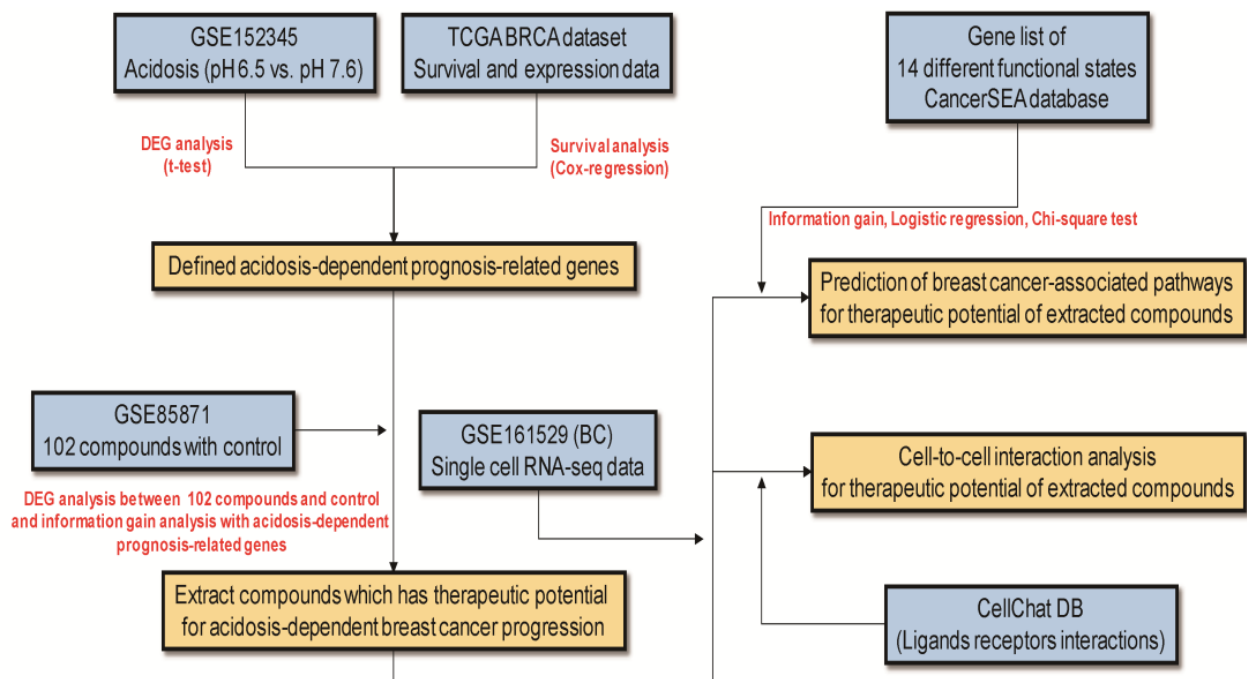 GSE152345
Acidosis (pH 6.5 vs. pH 7.6)
TCGA BRCA dataset
Survival and expression data
Gene list of
14 different functional states
CancerSEA database
DEG analysis
(t-test)
Survival analysis
(Cox-regression)
Information gain, Logistic regression, Chi-square test
Defined acidosis-dependent prognosis-related genes
Prediction of breast cancer-associated pathways
for therapeutic potential of extracted compounds
GSE85871
102 compounds with control
GSE161529 (BC)
Single cell RNA-seq data
Cell-to-cell interaction analysis
for therapeutic potential of extracted compounds
DEG analysis between 102 compounds and control
and information gain analysis with acidosis-dependent
prognosis-related genes
Extract compounds which has therapeutic potential
for acidosis-dependent breast cancer progression
CellChat DB
(Ligands receptors interactions)